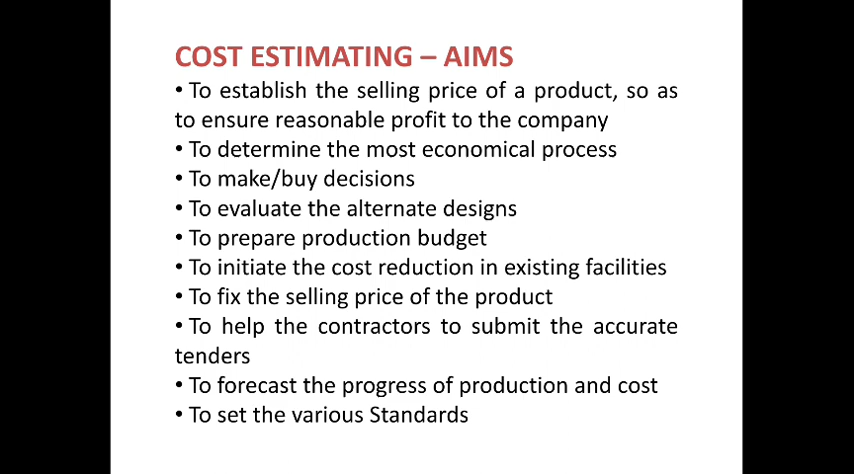 COST ESTIMATING – AIMS
• To establish the selling price of a product, so as
to ensure reasonable profit to the company
• To determine the most economical process
• To make/buy decisions
• To evaluate the alternate designs
• To prepare production budget
• To initiate the cost reduction in existing facilities
• To fix the selling price of the product
• To help the contractors to submit the accurate
tenders
• To forecast the progress of production and cost
• To set the various Standards